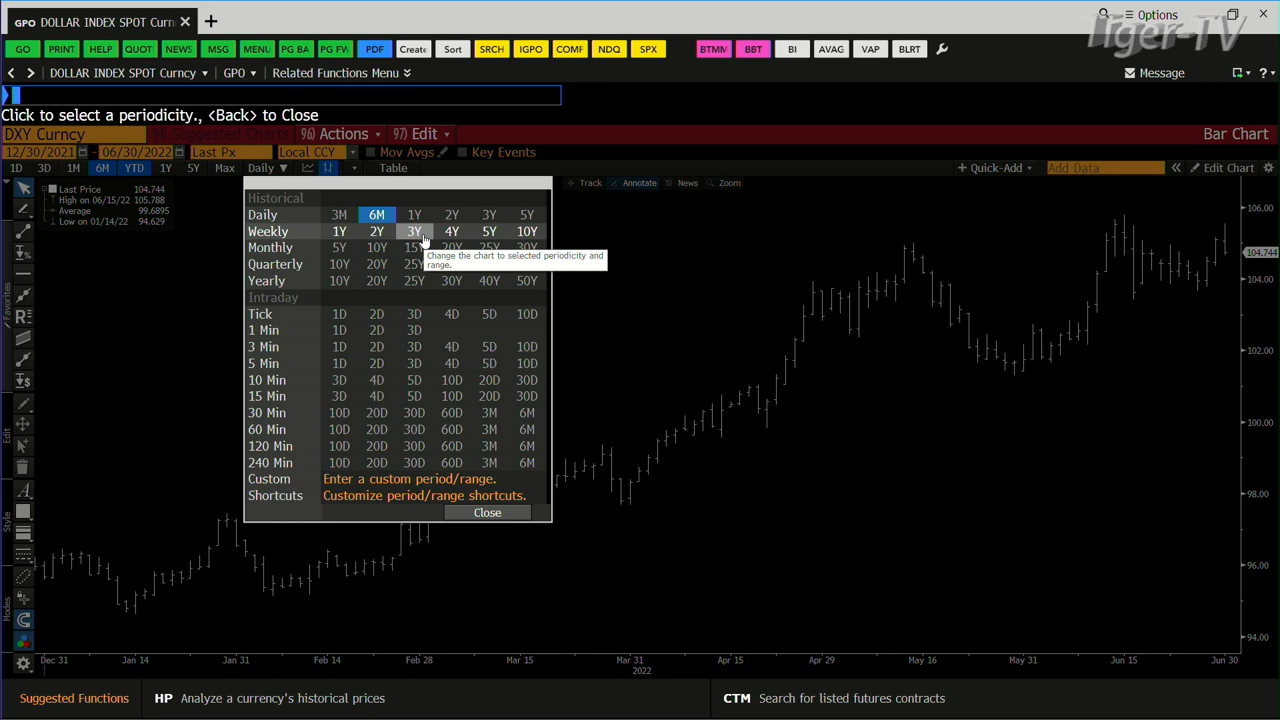 GPO DOLLAR INDEX SPOT Curn × +
Options
Tiger-TV
GO PRINT HELP QUOT NEWS MSG MENU PG BA PG FW PDF Create Sort SRCH IGPO COMF NDQ SPX BTMM BBT BI AVAG VAP BLRT
DOLLAR INDEX SPOT Curncy GPO Related Functions Menu Message ?
Click to select a periodicity., <Back> to Close
DXY Curncy Suggested Charts 96) Actions 97) Edit Bar Chart
12/30/2021 - 06/30/2022 Last Px Local CCY Mov Avgs Key Events
1D 3D 1M 6M YTD 1Y 5Y Max Daily Table + Quick-Add Add Data Edit Chart
Track Annotate News Zoom
Last Price 104.744
High on 06/15/22 105.788
Average 99.6895
Low on 01/14/22 94.629
Historical
Daily 3M 6M 1Y 2Y 3Y 5Y
Weekly 1Y 2Y 3Y 4Y 5Y 10Y
Monthly 5Y 10Y 15Y 20Y 25Y 30Y
Change the chart to selected periodicity and
range.
Quarterly 10Y 20Y 25Y
Yearly 10Y 20Y 25Y 30Y 40Y 50Y
Intraday
Tick 1D 2D 3D 4D 5D 10D
1 Min 1D 2D 3D
3 Min 1D 2D 3D 4D 5D 10D
5 Min 1D 2D 3D 4D 5D 10D
10 Min 3D 4D 5D 10D 20D 30D
15 Min 3D 4D 5D 10D 20D 30D
30 Min 10D 20D 30D 60D 3M 6M
60 Min 10D 20D 30D 60D 3M 6M
120 Min 10D 20D 30D 60D 3M 6M
240 Min 10D 20D 30D 60D 3M 6M
Custom Enter a custom period/range.
Shortcuts Customize period/range shortcuts.
Close
Favorites
Edit
Style
Modes
106.00
104.744
104.00
102.00
100.00
98.00
96.00
94.00
Dec 31 Jan 14 Jan 31 Feb 14 Feb 28 Mar 15 Mar 31 Apr 15 Apr 29 May 16 May 31 Jun 15 Jun 30
2022
Suggested Functions HP Analyze a currency's historical prices CTM Search for listed futures contracts